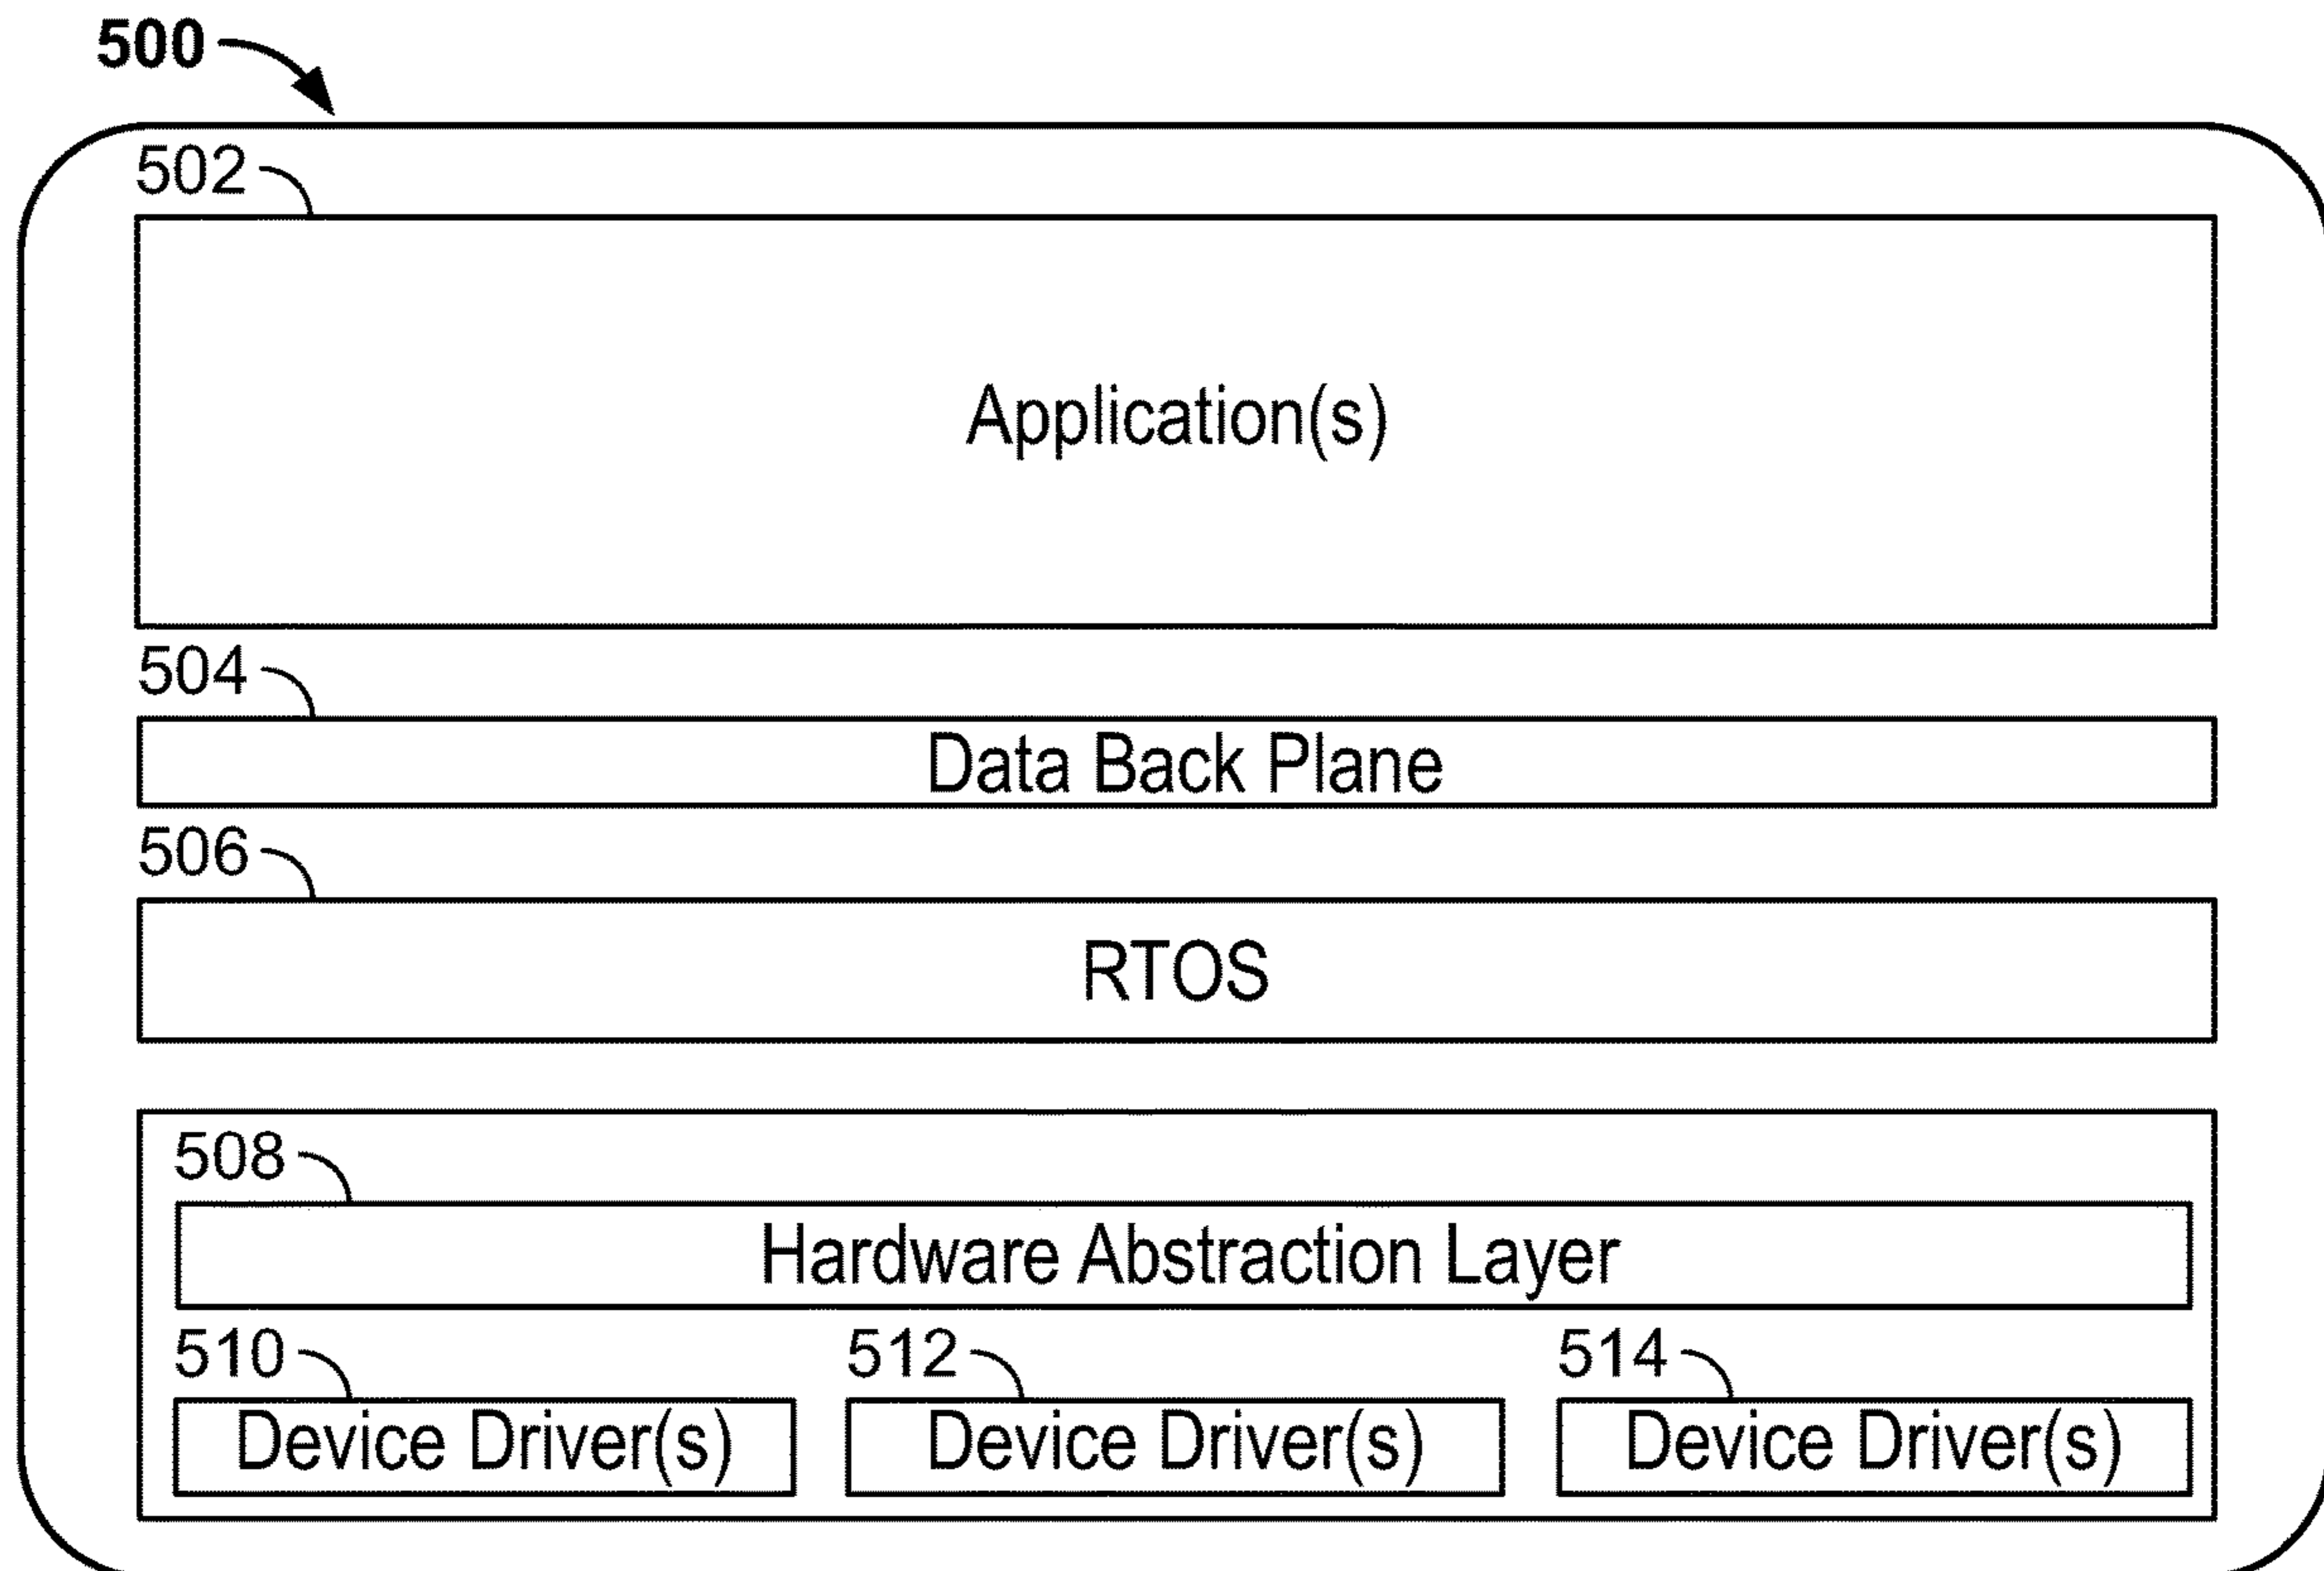 500
502
Application(s)
504
Data Back Plane
506
RTOS
508
Hardware Abstraction Layer
510 512 514
Device Driver(s) Device Driver(s) Device Driver(s)